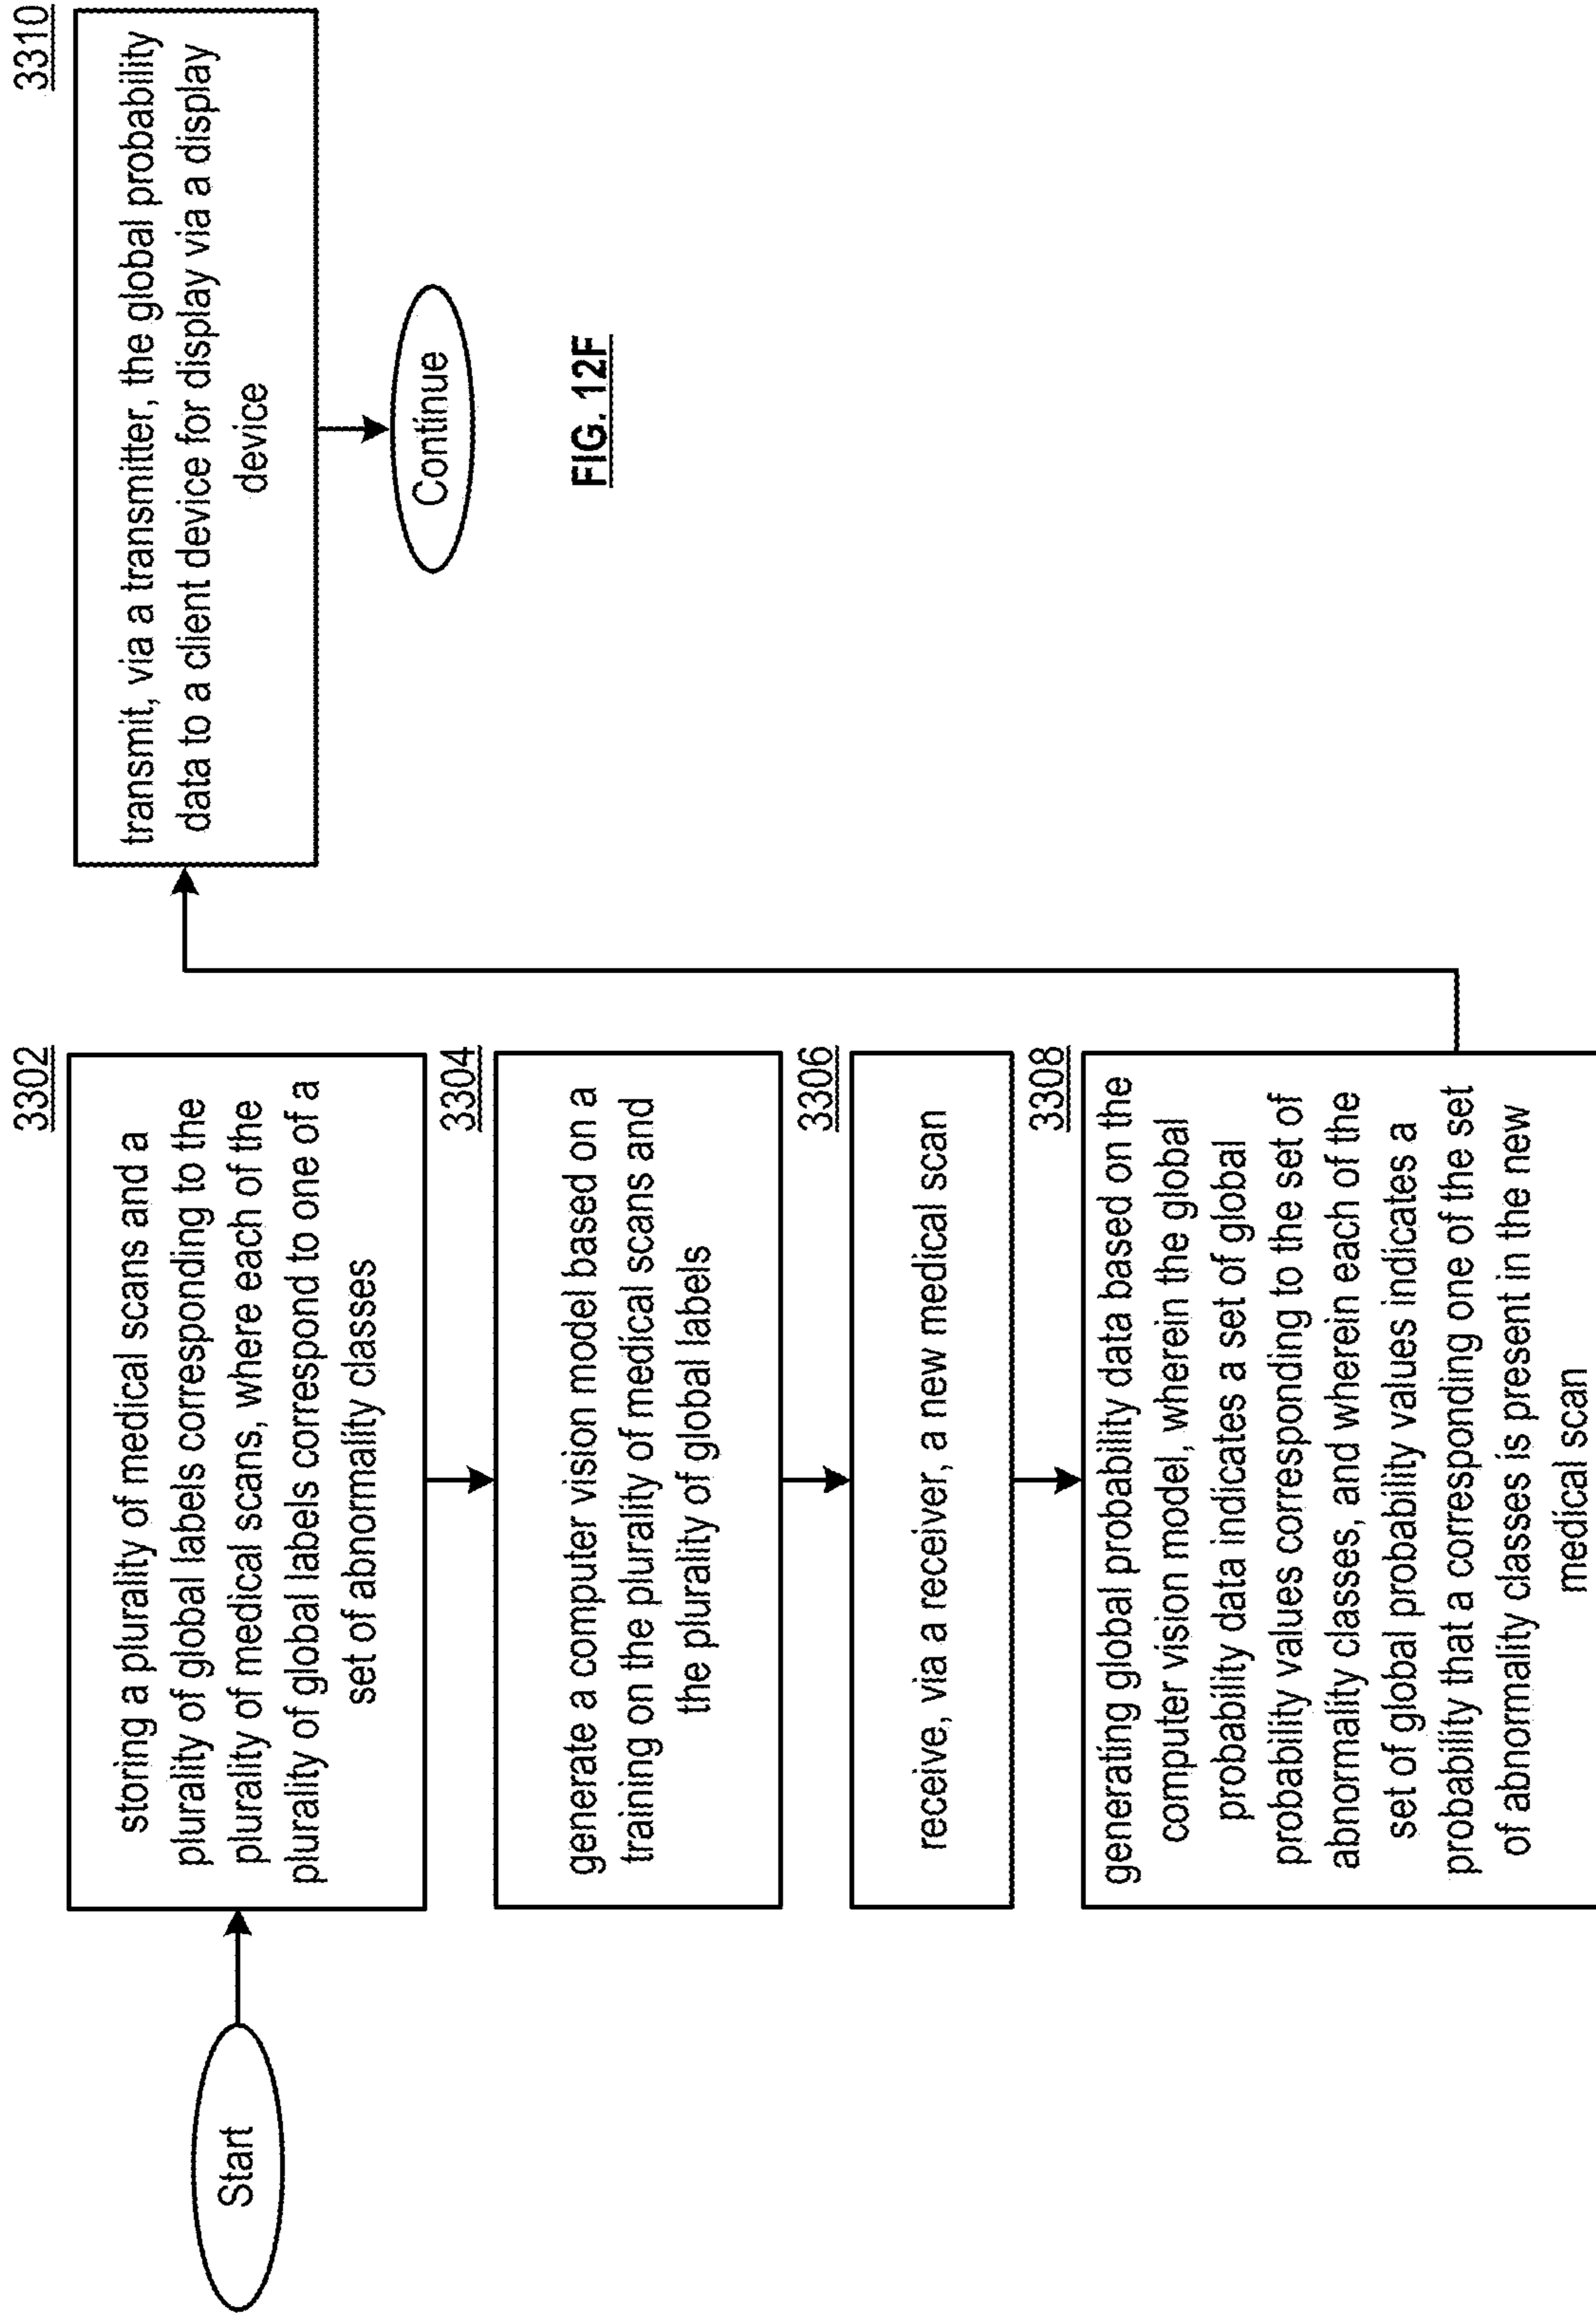 Start
3302
storing a plurality of medical scans and a
plurality of global labels corresponding to the
plurality of medical scans, where each of the
plurality of global labels correspond to one of a
set of abnormality classes
3304
generate a computer vision model based on a
training on the plurality of medical scans and
the plurality of global labels
3306
receive, via a receiver, a new medical scan
3308
generating global probability data based on the
computer vision model, wherein the global
probability data indicates a set of global
probability values corresponding to the set of
abnormality classes, and wherein each of the
set of global probability values indicates a
probability that a corresponding one of the set
of abnormality classes is present in the new
medical scan
3310
transmit, via a transmitter, the global probability
data to a client device for display via a display
device
Continue
FIG. 12F